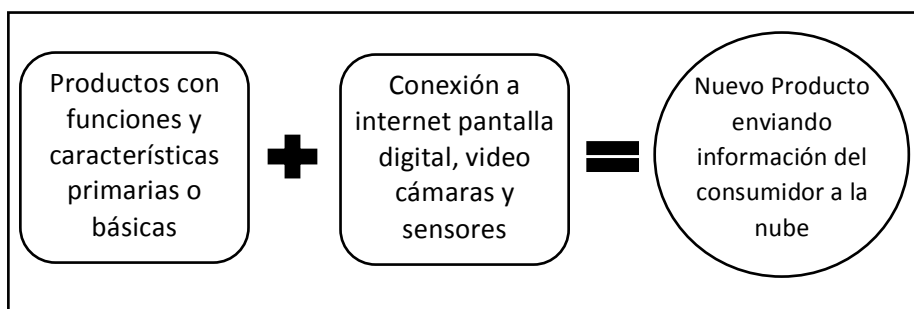 Productos con
funciones y
características
primarias o
básicas
Conexión a
internet pantalla
digital, video
cámaras y
sensores
Nuevo Producto
enviando
información del
consumidor a la
nube